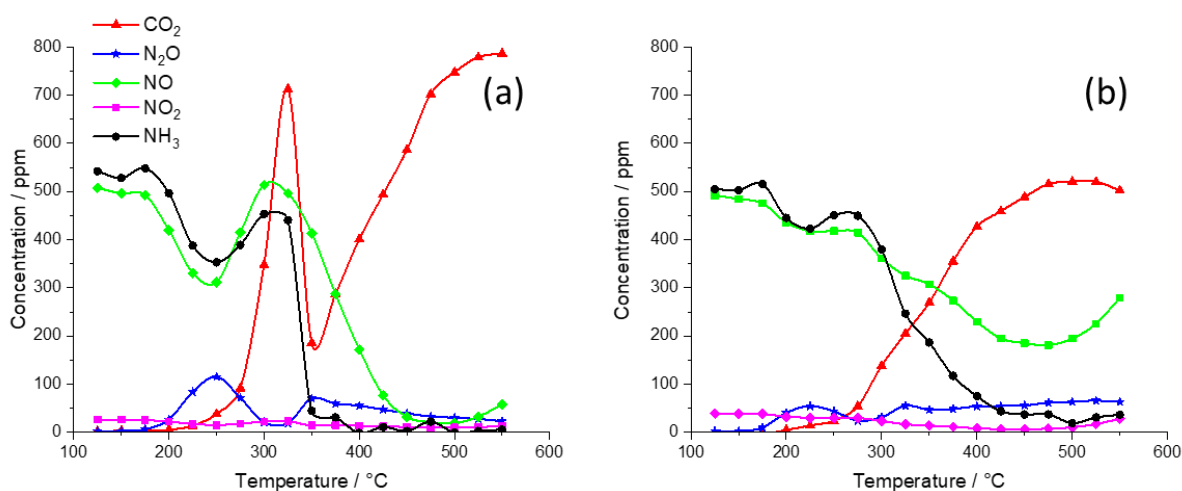 CO₂
N₂O
NO
NO₂
NH₃
(a)
800
700
600
500
400
300
200
100
0
Concentration / ppm
100 200 300 400 500 600
Temperature / °C
(b)
800
700
600
500
400
300
200
100
0
Concentration / ppm
100 200 300 400 500 600
Temperature / °C